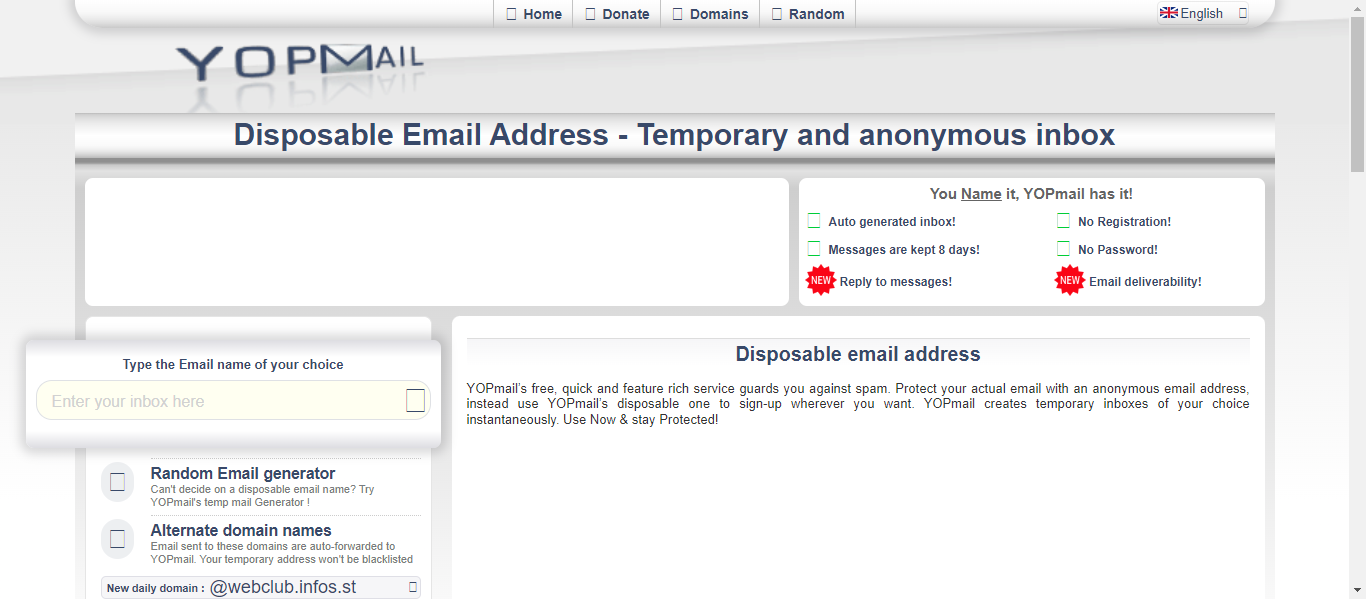 Home Donate Domains Random English
YOPMAIL
Disposable Email Address - Temporary and anonymous inbox
You Name it, YOPmail has it!
Auto generated inbox! No Registration!
Messages are kept 8 days! No Password!
NEW Reply to messages! NEW Email deliverability!
Type the Email name of your choice
Enter your inbox here
Random Email generator
Can't decide on a disposable email name? Try
YOPmail's temp mail Generator !
Alternate domain names
Email sent to these domains are auto-forwarded to
YOPmail. Your temporary address won't be blacklisted
New daily domain : @webclub.infos.st
Disposable email address
YOPmail's free, quick and feature rich service guards you against spam. Protect your actual email with an anonymous email address,
instead use YOPmail's disposable one to sign-up wherever you want. YOPmail creates temporary inboxes of your choice
instantaneously. Use Now & stay Protected!